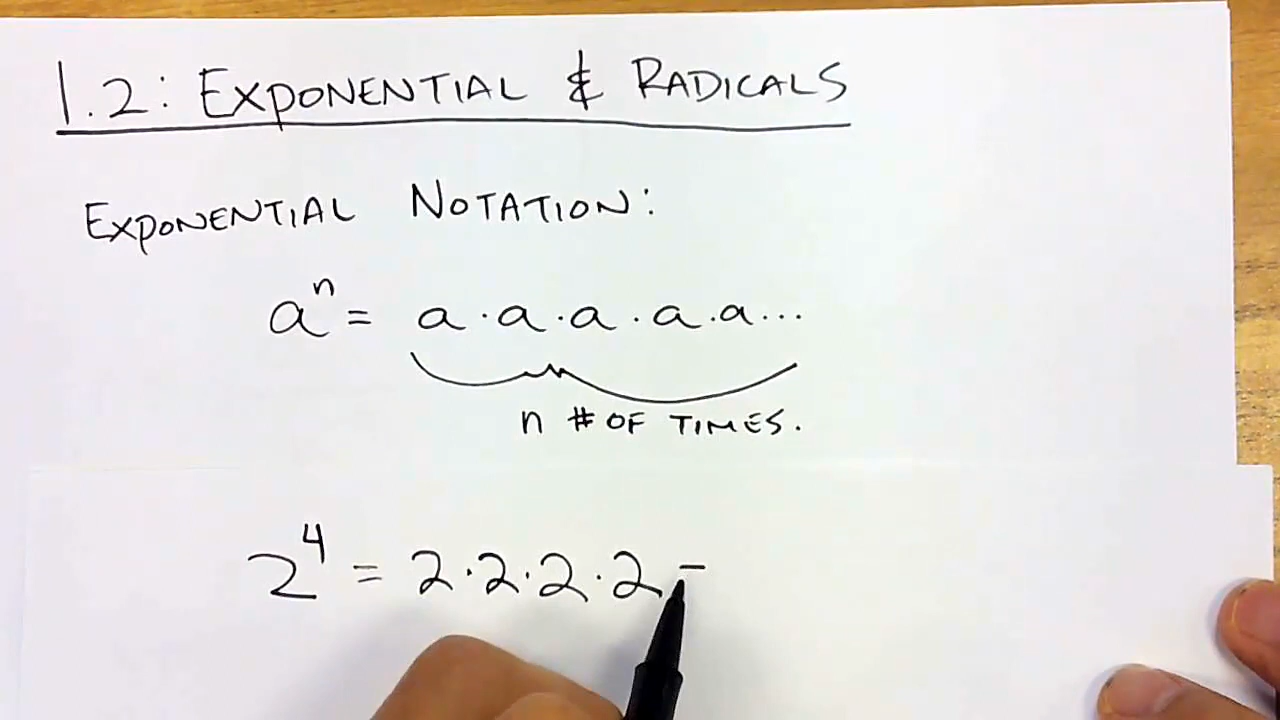 1.2: EXPONENTIAL & RADICALS
EXPONENTIAL NOTATION:
aⁿ = a · a · a · a · a ...
n # OF TIMES.
2⁴ = 2 · 2 · 2 · 2 -